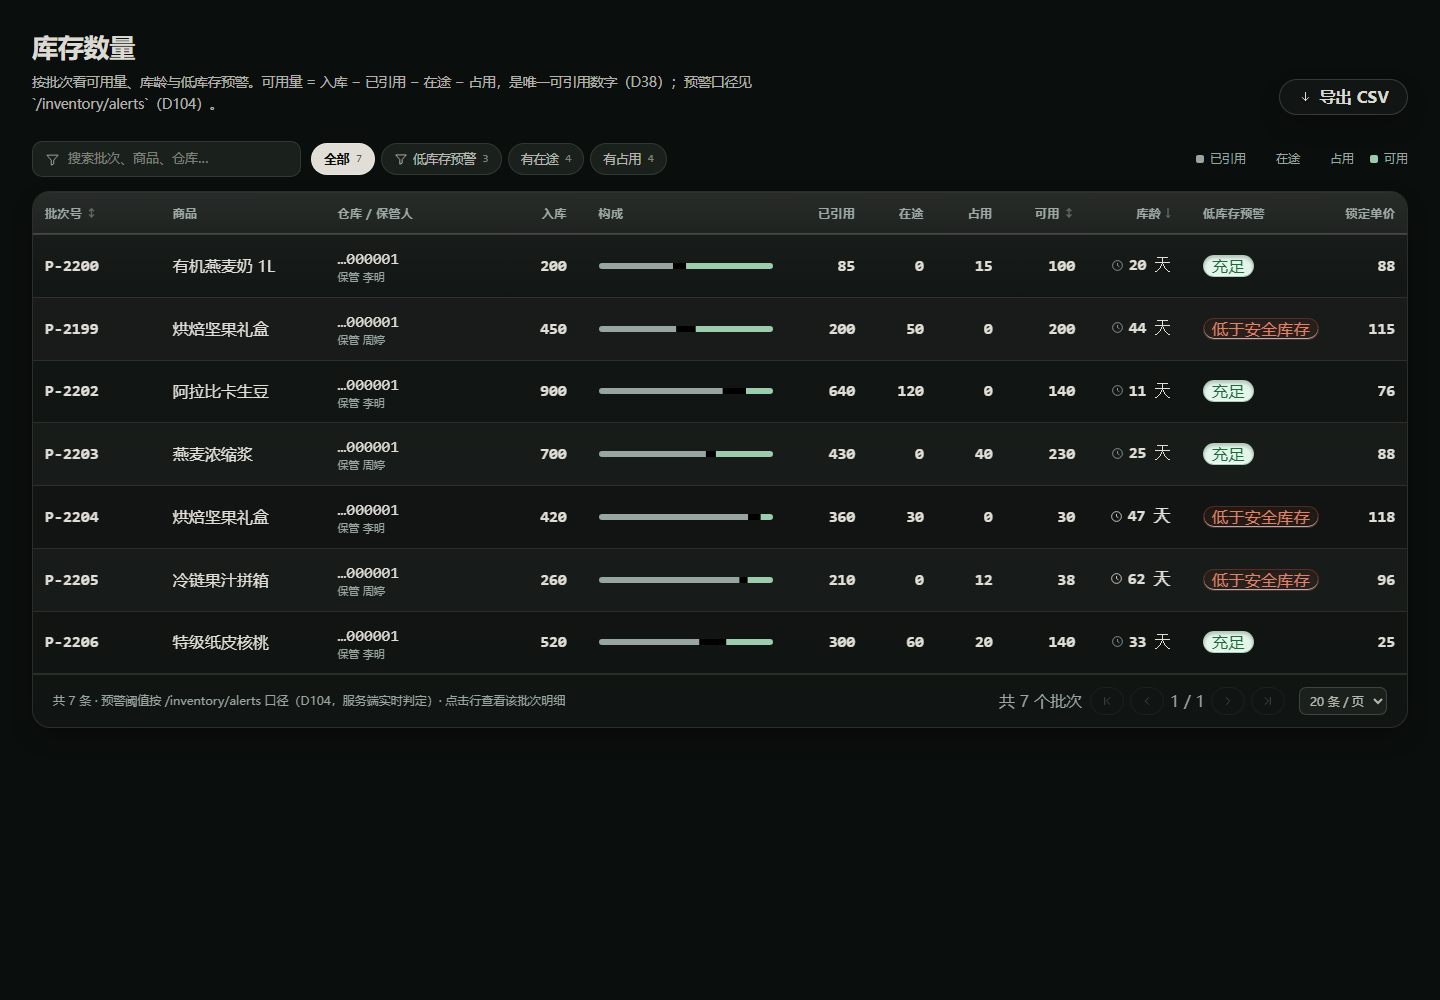 库存数量
按批次看可用量、库龄与低库存预警。可用量 = 入库 − 已引用 − 在途 − 占用，是唯一可引用数字（D38）；预警口径见
`/inventory/alerts`（D104）。
↓ 导出 CSV
搜索批次、商品、仓库...
全部 7
低库存预警 3
有在途 4
有占用 4
已引用 在途 占用 可用
批次号 ↕ 商品 仓库 / 保管人 入库 构成 已引用 在途 占用 可用 ↕ 库龄 ↓ 低库存预警 锁定单价
P-2200 有机燕麦奶 1L …000001 200 85 0 15 100 20 天 充足 88
保管 李明
P-2199 烘焙坚果礼盒 …000001 450 200 50 0 200 44 天 低于安全库存 115
保管 周婷
P-2202 阿拉比卡生豆 …000001 900 640 120 0 140 11 天 充足 76
保管 李明
P-2203 燕麦浓缩浆 …000001 700 430 0 40 230 25 天 充足 88
保管 周婷
P-2204 烘焙坚果礼盒 …000001 420 360 30 0 30 47 天 低于安全库存 118
保管 李明
P-2205 冷链果汁拼箱 …000001 260 210 0 12 38 62 天 低于安全库存 96
保管 周婷
P-2206 特级纸皮核桃 …000001 520 300 60 20 140 33 天 充足 25
保管 李明
共 7 条 · 预警阈值按 /inventory/alerts 口径（D104，服务端实时判定）· 点击行查看该批次明细
共 7 个批次 1 / 1 20 条 / 页